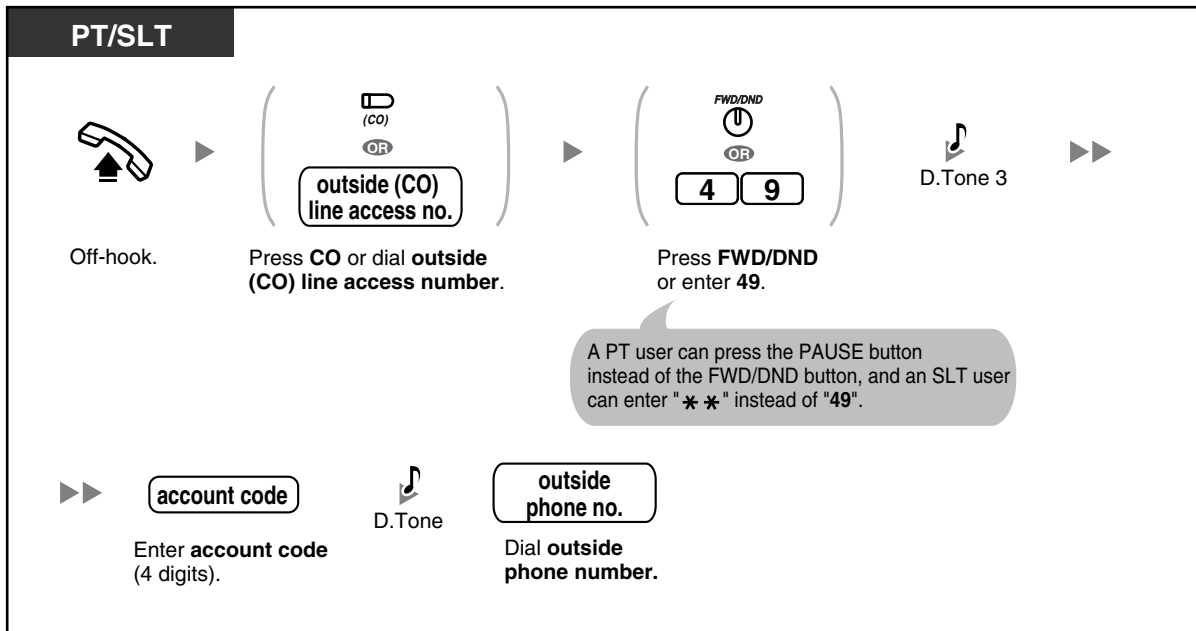 PT/SLT
(CO)
OR
outside (CO)
line access no.
FWD/DND
OR
4 9
D.Tone 3
Off-hook.
Press CO or dial outside
(CO) line access number.
Press FWD/DND
or enter 49.
A PT user can press the PAUSE button
instead of the FWD/DND button, and an SLT user
can enter "✱ ✱" instead of "49".
account code
D.Tone
outside
phone no.
Enter account code
(4 digits).
Dial outside
phone number.